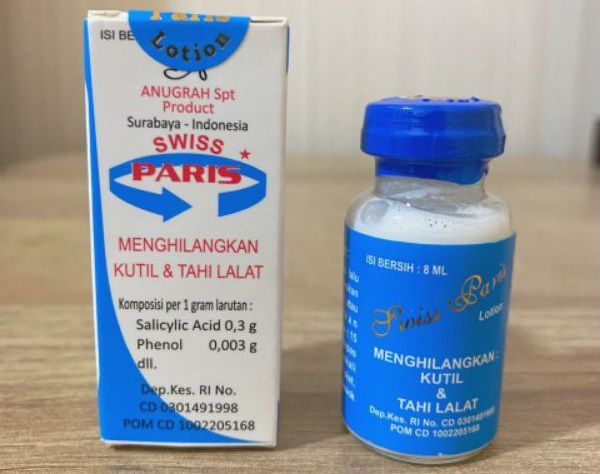 Paris
Lotion
ISI BE
ANUGRAH Spt
Product
Surabaya - Indonesia
SWISS
PARIS
MENGHILANGKAN
KUTIL & TAHI LALAT
Komposisi per 1 gram larutan :
Salicylic Acid 0,3 g
Phenol 0,003 g
dll.
Dep.Kes. RI No.
CD 0301491998
POM CD 1002205168
ISI BERSIH : 8 ML
Swiss Paris
Lotion
MENGHILANGKAN :
KUTIL
&
TAHI LALAT
Dep.Kes. RI No. CD 0301491998
POM CD 1002205168